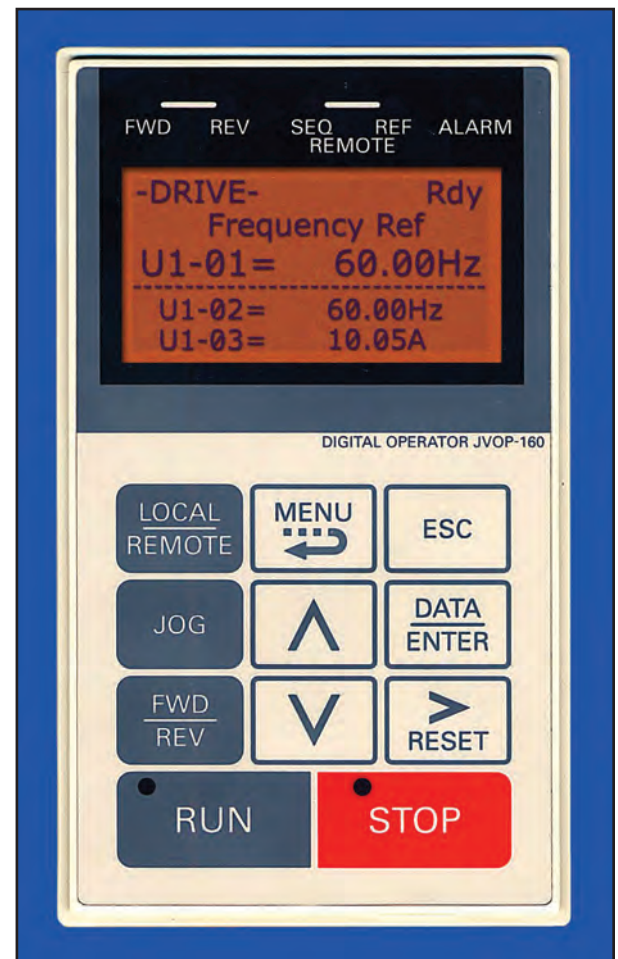 FWD REV SEQ REF ALARM
REMOTE
-DRIVE- Rdy
Frequency Ref
U1-01= 60.00Hz
U1-02= 60.00Hz
U1-03= 10.05A
DIGITAL OPERATOR JVOP-160
LOCAL
REMOTE
MENU
ESC
JOG
DATA
ENTER
FWD
REV
>
RESET
RUN
STOP